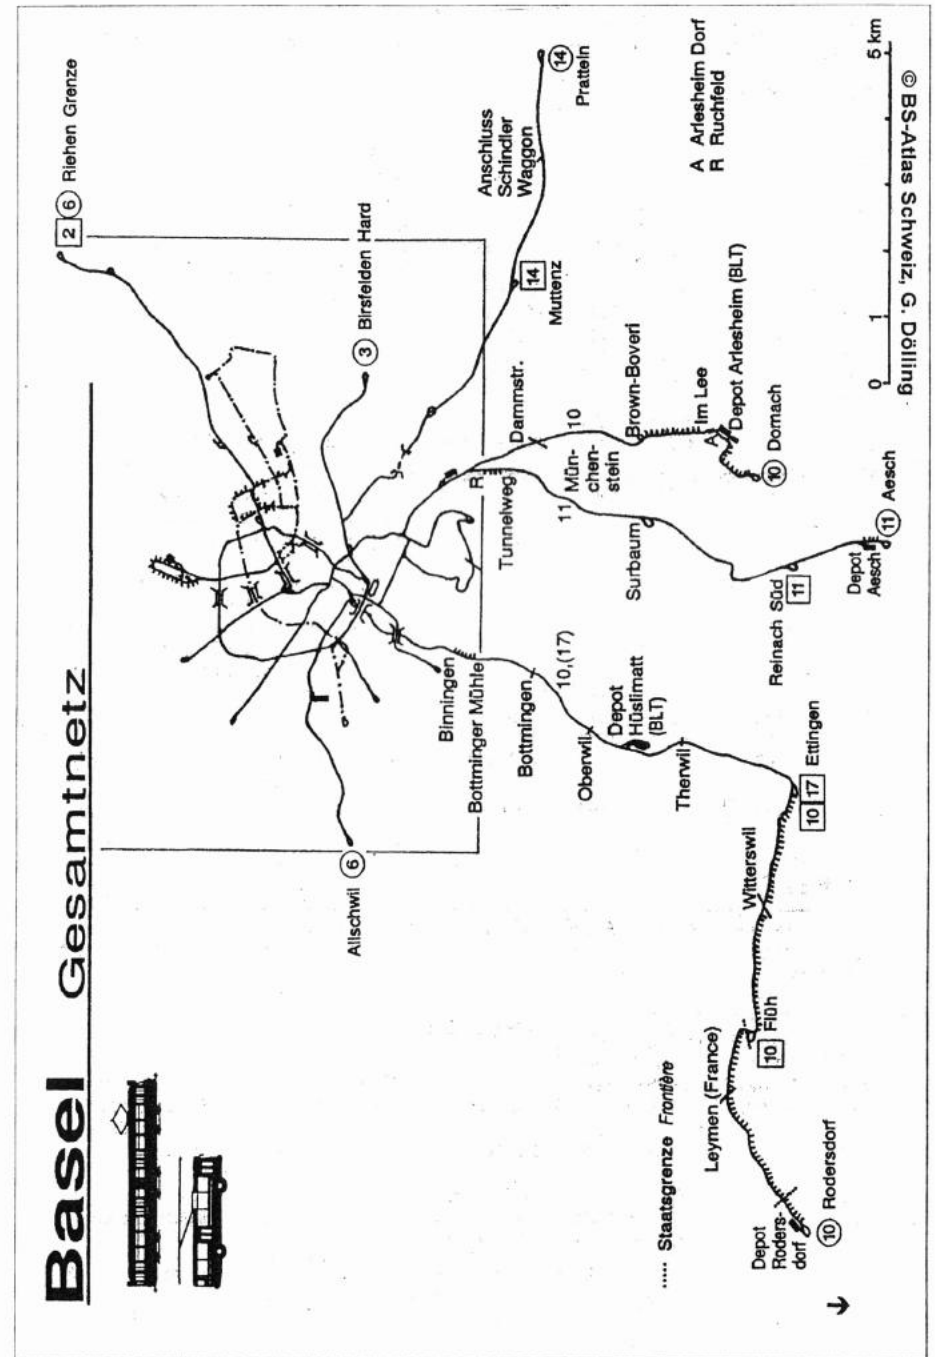 Basel Gesamtnetz
2 6 Riehen Grenze
3 Birsfelden Hard
Allschwil 6
14
Pratteln
Anschluss
Schindler
Waggon
14
Muttenz
A Arlesheim Dorf
R Ruchfeld
Binningen
Bottminger Mühle
Bottmingen
10,(17)
Oberwil
Depot
Hüslimatt
(BLT)
Therwil
10 17 Ettingen
Witterswil
10 Flüh
Leymen (France)
Depot
Roders-
dorf
10 Rodersdorf
R
Tunnelweg
Dammstr.
10
11
Mün-
chen-
stein
Brown-Boveri
Surbaum
Im Lee
A
Depot Arlesheim (BLT)
10 Dornach
Reinach Süd
11
Depot
Aesch
11 Aesch
..... Staatsgrenze Frontière
0 1 5 km
© BS-Atlas Schweiz, G. Dölling